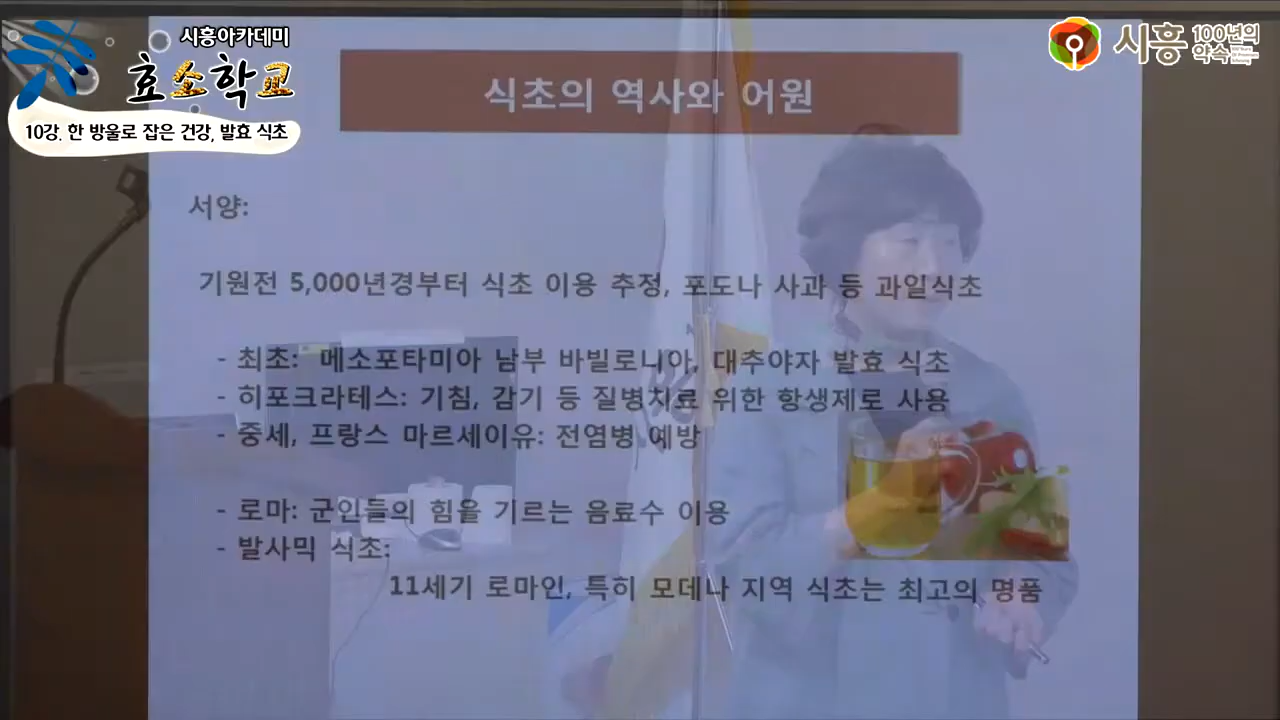 시흥아카데미
효소학교
10강. 한 방울로 잡은 건강, 발효 식초
시흥 100년의 약속
식초의 역사와 어원
서양:
기원전 5,000년경부터 식초 이용 추정, 포도나 사과 등 과일식초
- 최초: 메소포타미아 남부 바빌로니아, 대추야자 발효 식초
- 히포크라테스: 기침, 감기 등 질병치료 위한 항생제로 사용
- 중세, 프랑스 마르세이유: 전염병 예방
- 로마: 군인들의 힘을 기르는 음료수 이용
- 발사믹 식초:
11세기 로마인, 특히 모데나 지역 식초는 최고의 명품